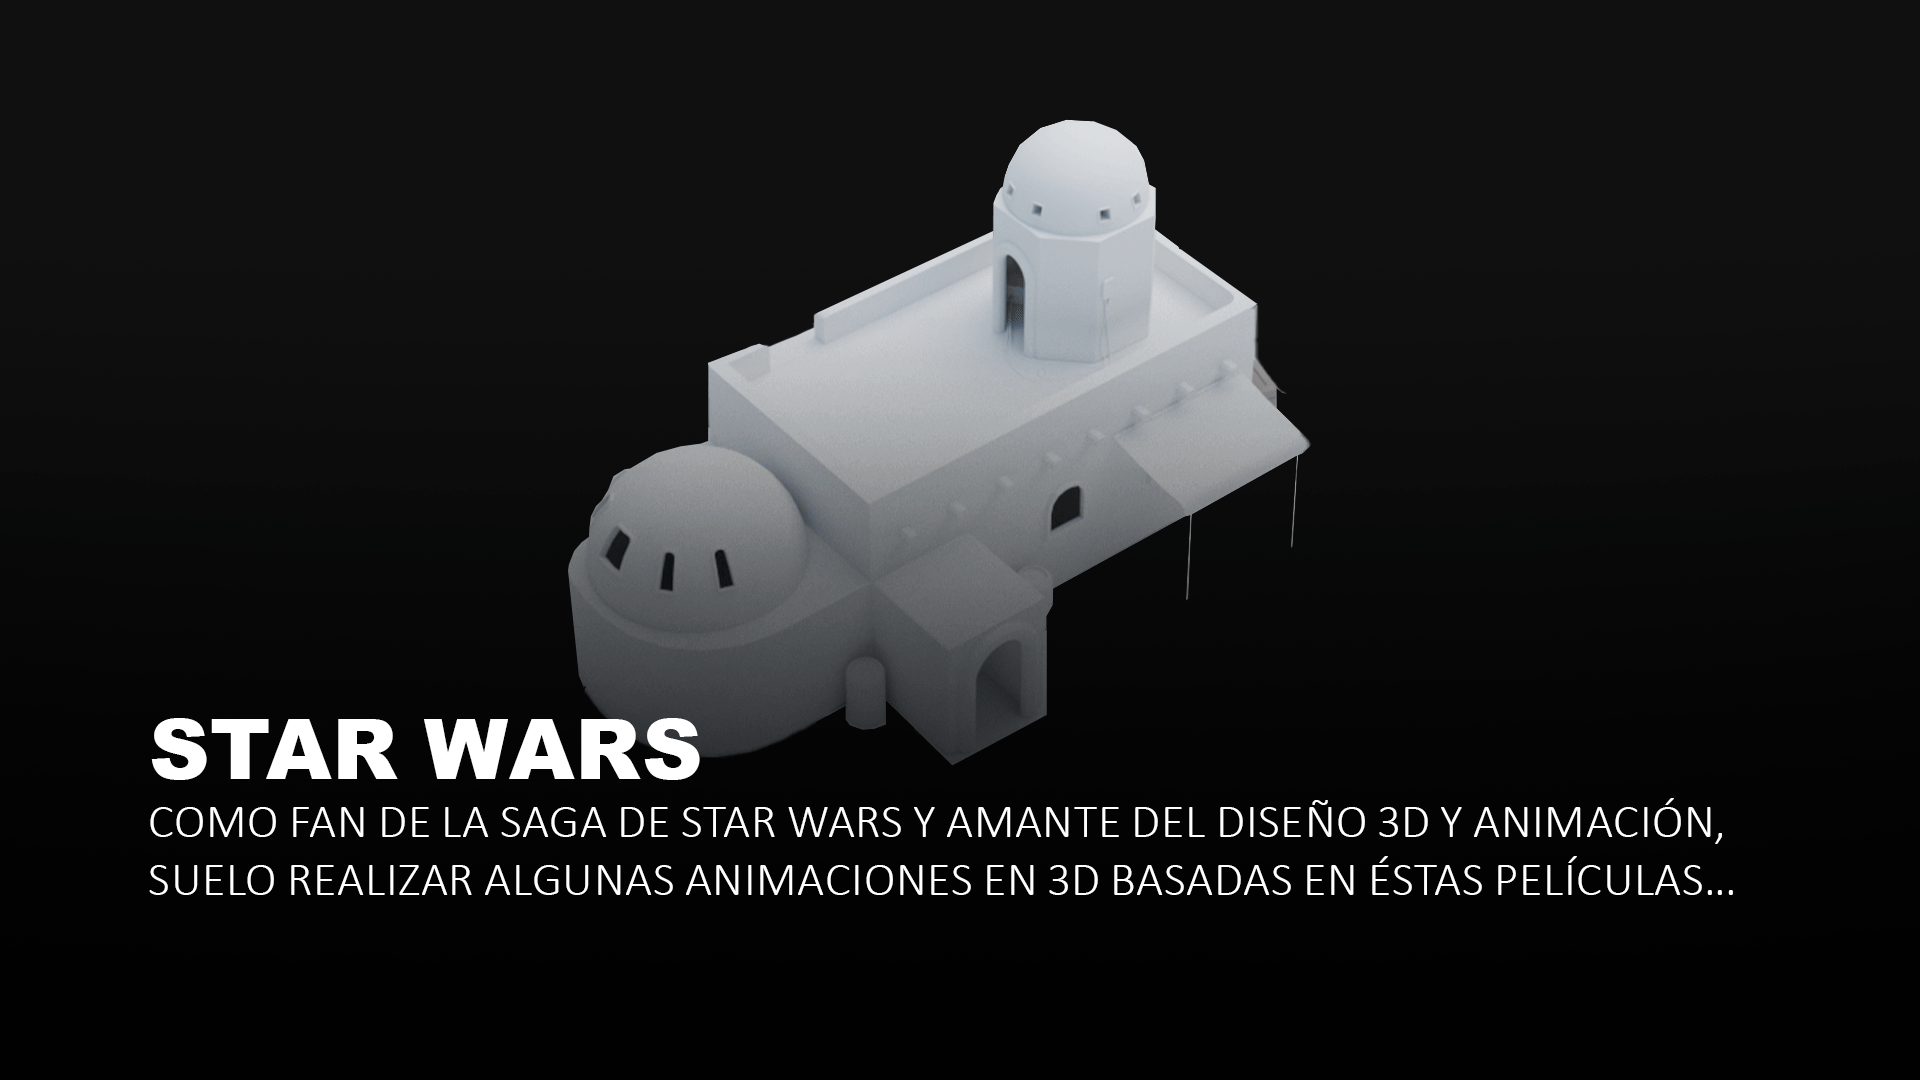 STAR WARS
COMO FAN DE LA SAGA DE STAR WARS Y AMANTE DEL DISEÑO 3D Y ANIMACIÓN,
SUELO REALIZAR ALGUNAS ANIMACIONES EN 3D BASADAS EN ÉSTAS PELÍCULAS...